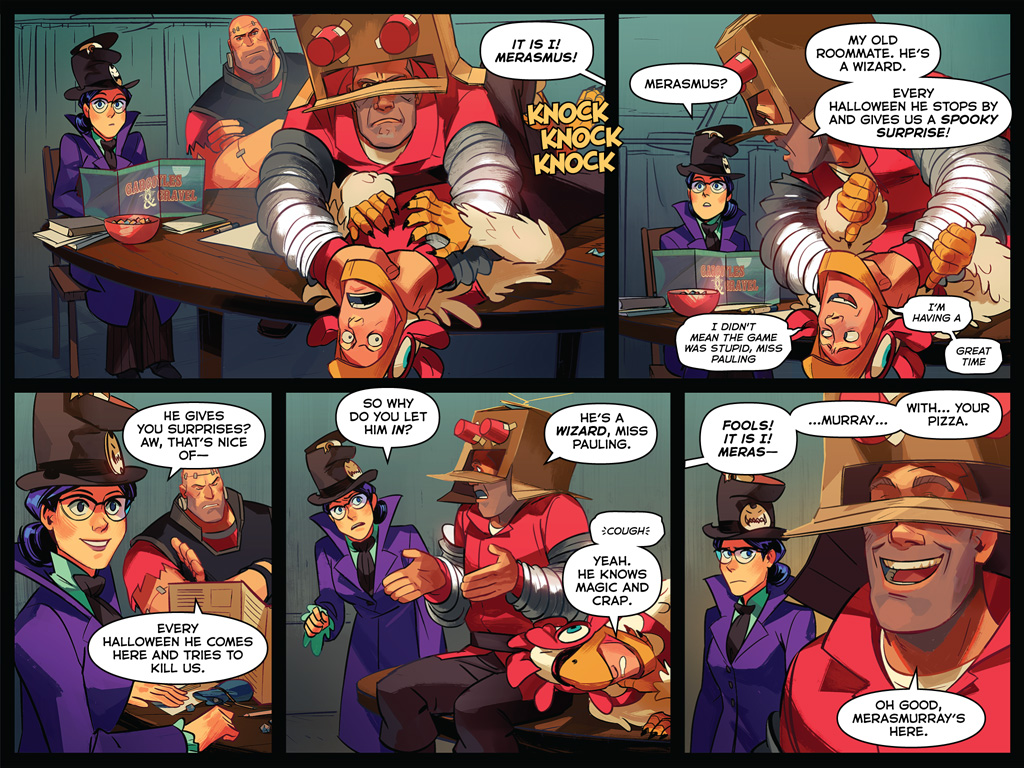 IT IS I!
MERASMUS!
KNOCK
KNOCK
KNOCK
GARGOYLES
& GRAVEL
MERASMUS?
MY OLD
ROOMMATE. HE'S
A WIZARD.
EVERY
HALLOWEEN HE STOPS BY
AND GIVES US A SPOOKY
SURPRISE!
GARGOYLES
& GRAVEL
I DIDN'T
MEAN THE GAME
WAS STUPID, MISS
PAULING
I'M
HAVING A
GREAT
TIME
HE GIVES
YOU SURPRISES?
AW, THAT'S NICE
OF—
EVERY
HALLOWEEN HE COMES
HERE AND TRIES TO
KILL US.
SO WHY
DO YOU LET
HIM IN?
HE'S A
WIZARD, MISS
PAULING.
COUGH
YEAH.
HE KNOWS
MAGIC AND
CRAP.
FOOLS!
IT IS I!
MERAS—
...MURRAY...
WITH... YOUR
PIZZA.
OH GOOD,
MERASMURRAY'S
HERE.